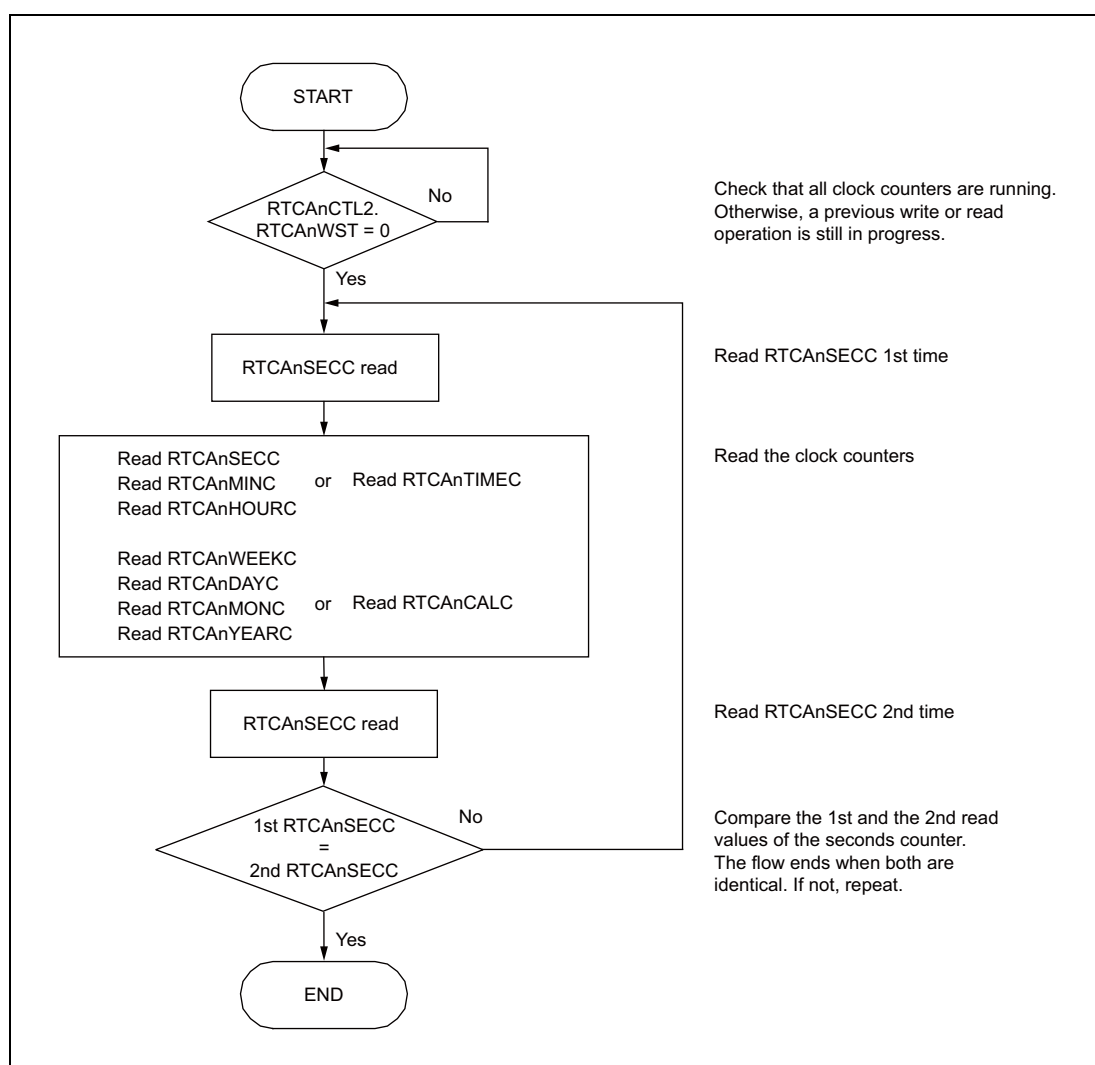 START
RTCAnCTL2.
RTCAnWST = 0
No
Check that all clock counters are running.
Otherwise, a previous write or read
operation is still in progress.
Yes
RTCAnSECC read
Read RTCAnSECC 1st time
Read RTCAnSECC
Read RTCAnMINC
Read RTCAnHOURC
or
Read RTCAnTIMEC
Read the clock counters
Read RTCAnWEEKC
Read RTCAnDAYC
Read RTCAnMONC
Read RTCAnYEARC
or
Read RTCAnCALC
RTCAnSECC read
Read RTCAnSECC 2nd time
1st RTCAnSECC
=
2nd RTCAnSECC
No
Compare the 1st and the 2nd read
values of the seconds counter.
The flow ends when both are
identical. If not, repeat.
Yes
END